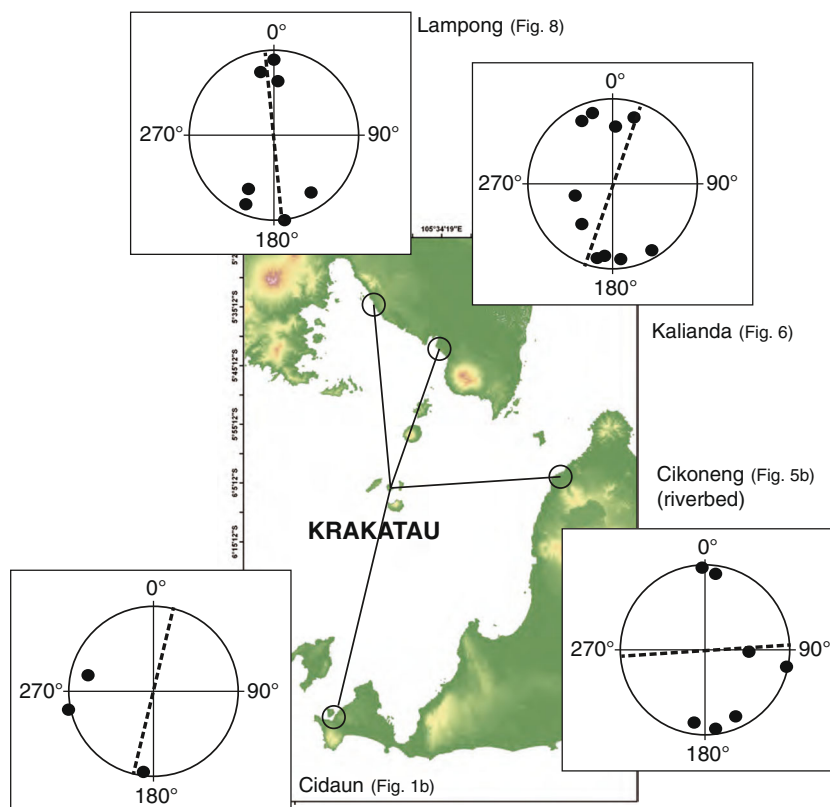 Lampong (Fig. 8)
0°
270°
90°
180°
0°
270°
90°
180°
Kalianda (Fig. 6)
105°34'19"E
5°35'12"S
5°45'12"S
5°55'12"S
6°5'12"S
6°15'12"S
KRAKATAU
Cikoneng (Fig. 5b)
(riverbed)
0°
270°
90°
180°
0°
270°
90°
180°
Cidaun (Fig. 1b)